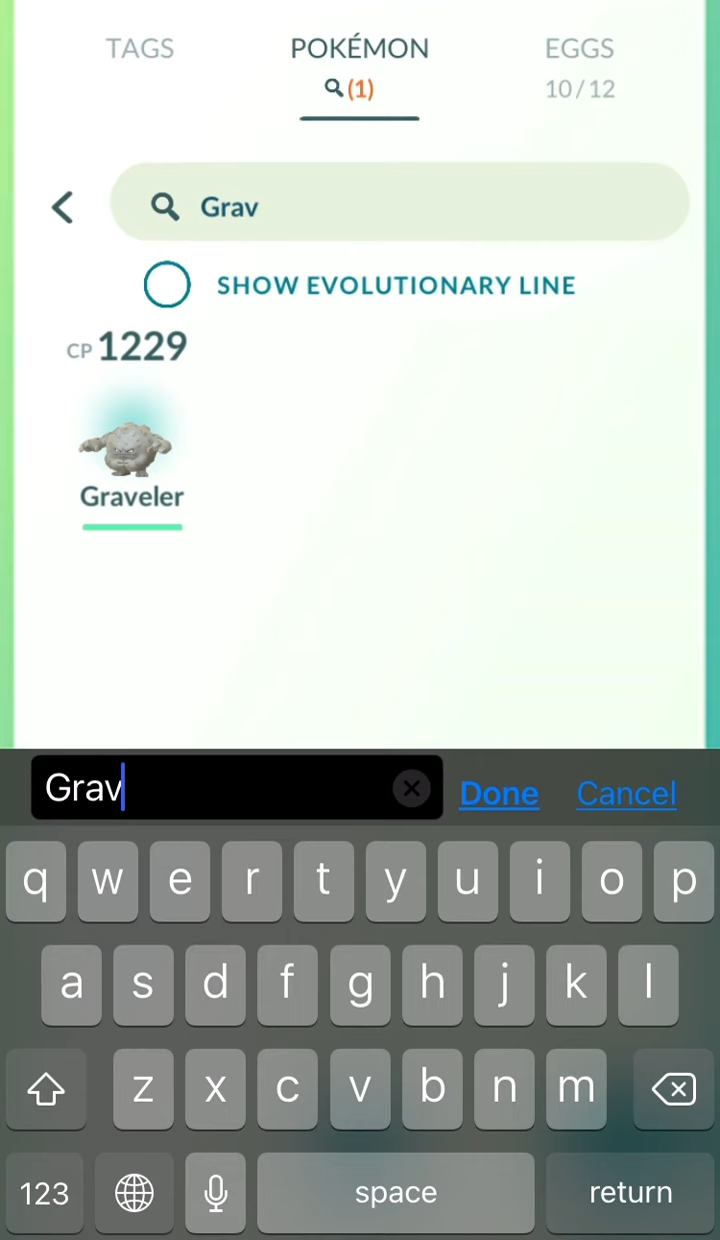 TAGS POKÉMON EGGS
(1) 10/12
Grav
SHOW EVOLUTIONARY LINE
CP 1229
Graveler
Grav Done Cancel
q w e r t y u i o p
a s d f g h j k l
z x c v b n m
123 space return